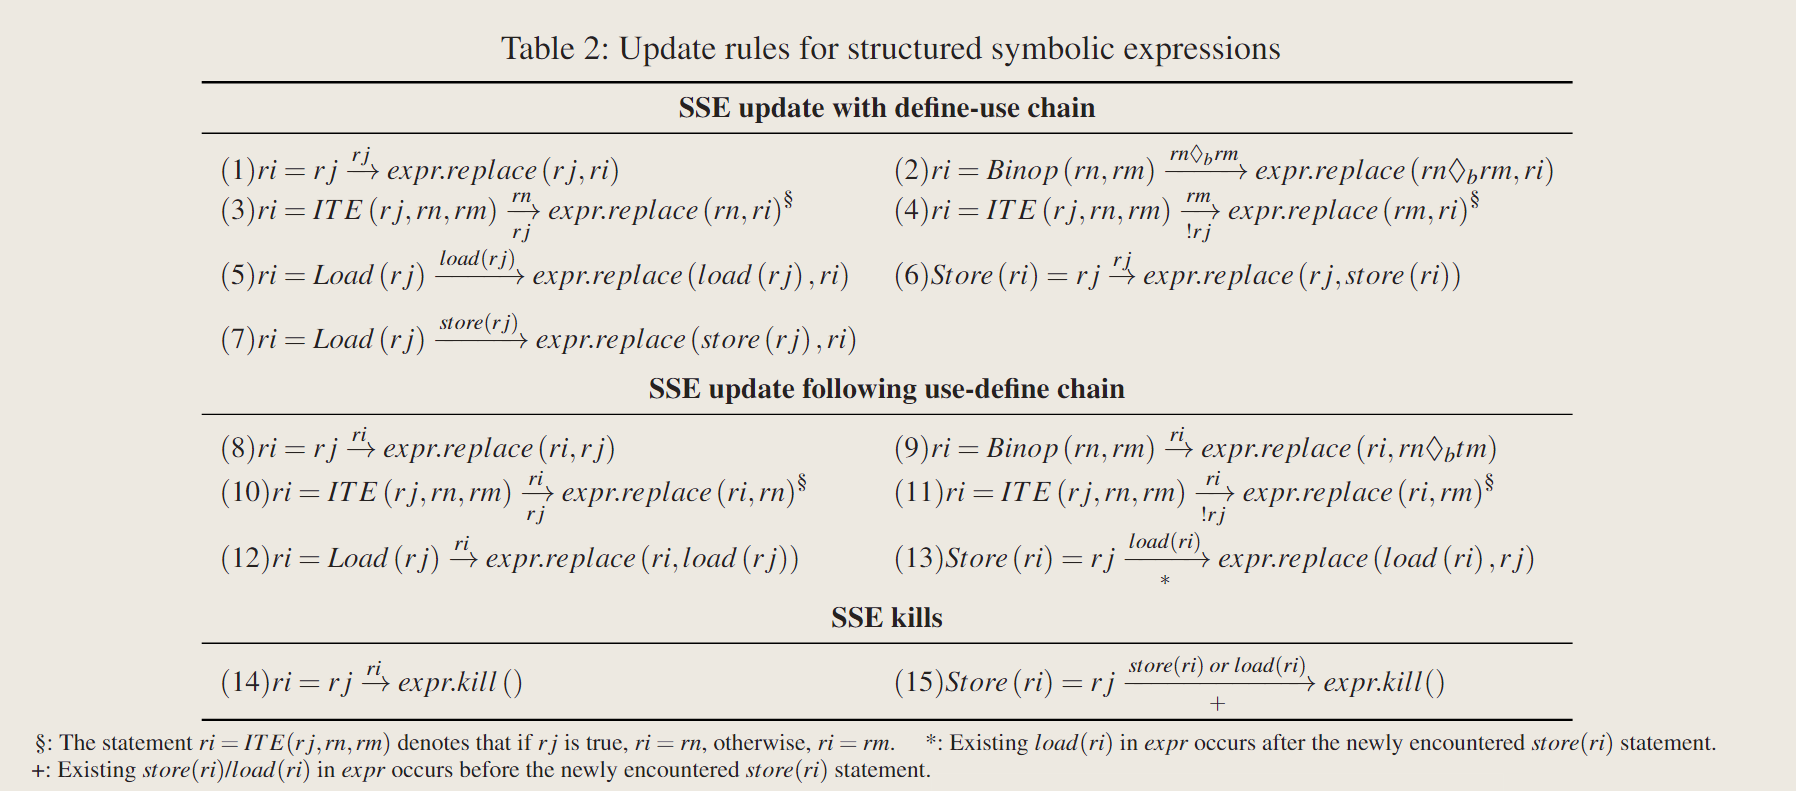 Table 2: Update rules for structured symbolic expressions
SSE update with define-use chain
(1)ri = rj \xrightarrow{rj} expr.replace(rj,ri) (2)ri = Binop(rn,rm) \xrightarrow{rn◊_b rm} expr.replace(rn◊_b rm,ri)
(3)ri = ITE(rj,rn,rm) \xrightarrow[rj]{rn} expr.replace(rn,ri)^§ (4)ri = ITE(rj,rn,rm) \xrightarrow[!rj]{rm} expr.replace(rm,ri)^§
(5)ri = Load(rj) \xrightarrow{load(rj)} expr.replace(load(rj),ri) (6)Store(ri) = rj \xrightarrow{rj} expr.replace(rj,store(ri))
(7)ri = Load(rj) \xrightarrow{store(rj)} expr.replace(store(rj),ri)
SSE update following use-define chain
(8)ri = rj \xrightarrow{ri} expr.replace(ri,rj) (9)ri = Binop(rn,rm) \xrightarrow{ri} expr.replace(ri,rn◊_b tm)
(10)ri = ITE(rj,rn,rm) \xrightarrow[rj]{ri} expr.replace(ri,rn)^§ (11)ri = ITE(rj,rn,rm) \xrightarrow[!rj]{ri} expr.replace(ri,rm)^§
(12)ri = Load(rj) \xrightarrow{ri} expr.replace(ri,load(rj)) (13)Store(ri) = rj \xrightarrow[*]{load(ri)} expr.replace(load(ri),rj)
SSE kills
(14)ri = rj \xrightarrow{ri} expr.kill() (15)Store(ri) = rj \xrightarrow[+]{store(ri) or load(ri)} expr.kill()
§: The statement ri = ITE(rj,rn,rm) denotes that if rj is true, ri = rn, otherwise, ri = rm. *: Existing load(ri) in expr occurs after the newly encountered store(ri) statement.
+: Existing store(ri)/load(ri) in expr occurs before the newly encountered store(ri) statement.